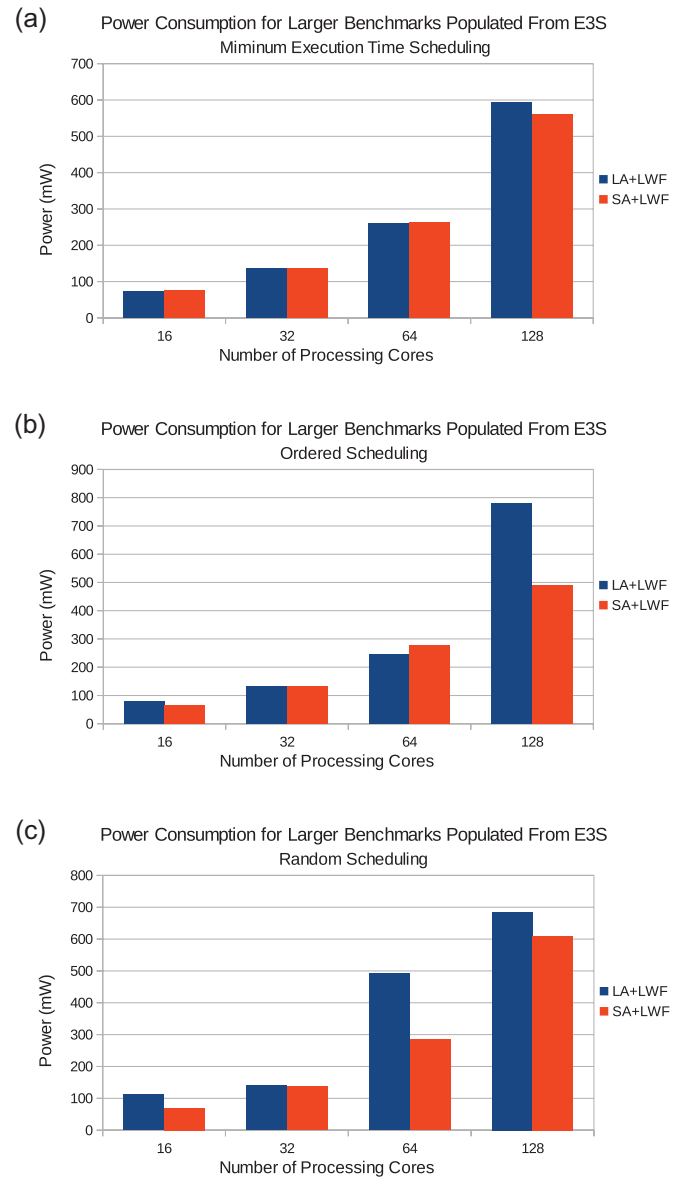 (a)
Power Consumption for Larger Benchmarks Populated From E3S
Miminum Execution Time Scheduling
700
600
500
400
300
200
100
0
Power (mW)
16 32 64 128
Number of Processing Cores
LA+LWF
SA+LWF
(b)
Power Consumption for Larger Benchmarks Populated From E3S
Ordered Scheduling
900
800
700
600
500
400
300
200
100
0
Power (mW)
16 32 64 128
Number of Processing Cores
LA+LWF
SA+LWF
(c)
Power Consumption for Larger Benchmarks Populated From E3S
Random Scheduling
800
700
600
500
400
300
200
100
0
Power (mW)
16 32 64 128
Number of Processing Cores
LA+LWF
SA+LWF